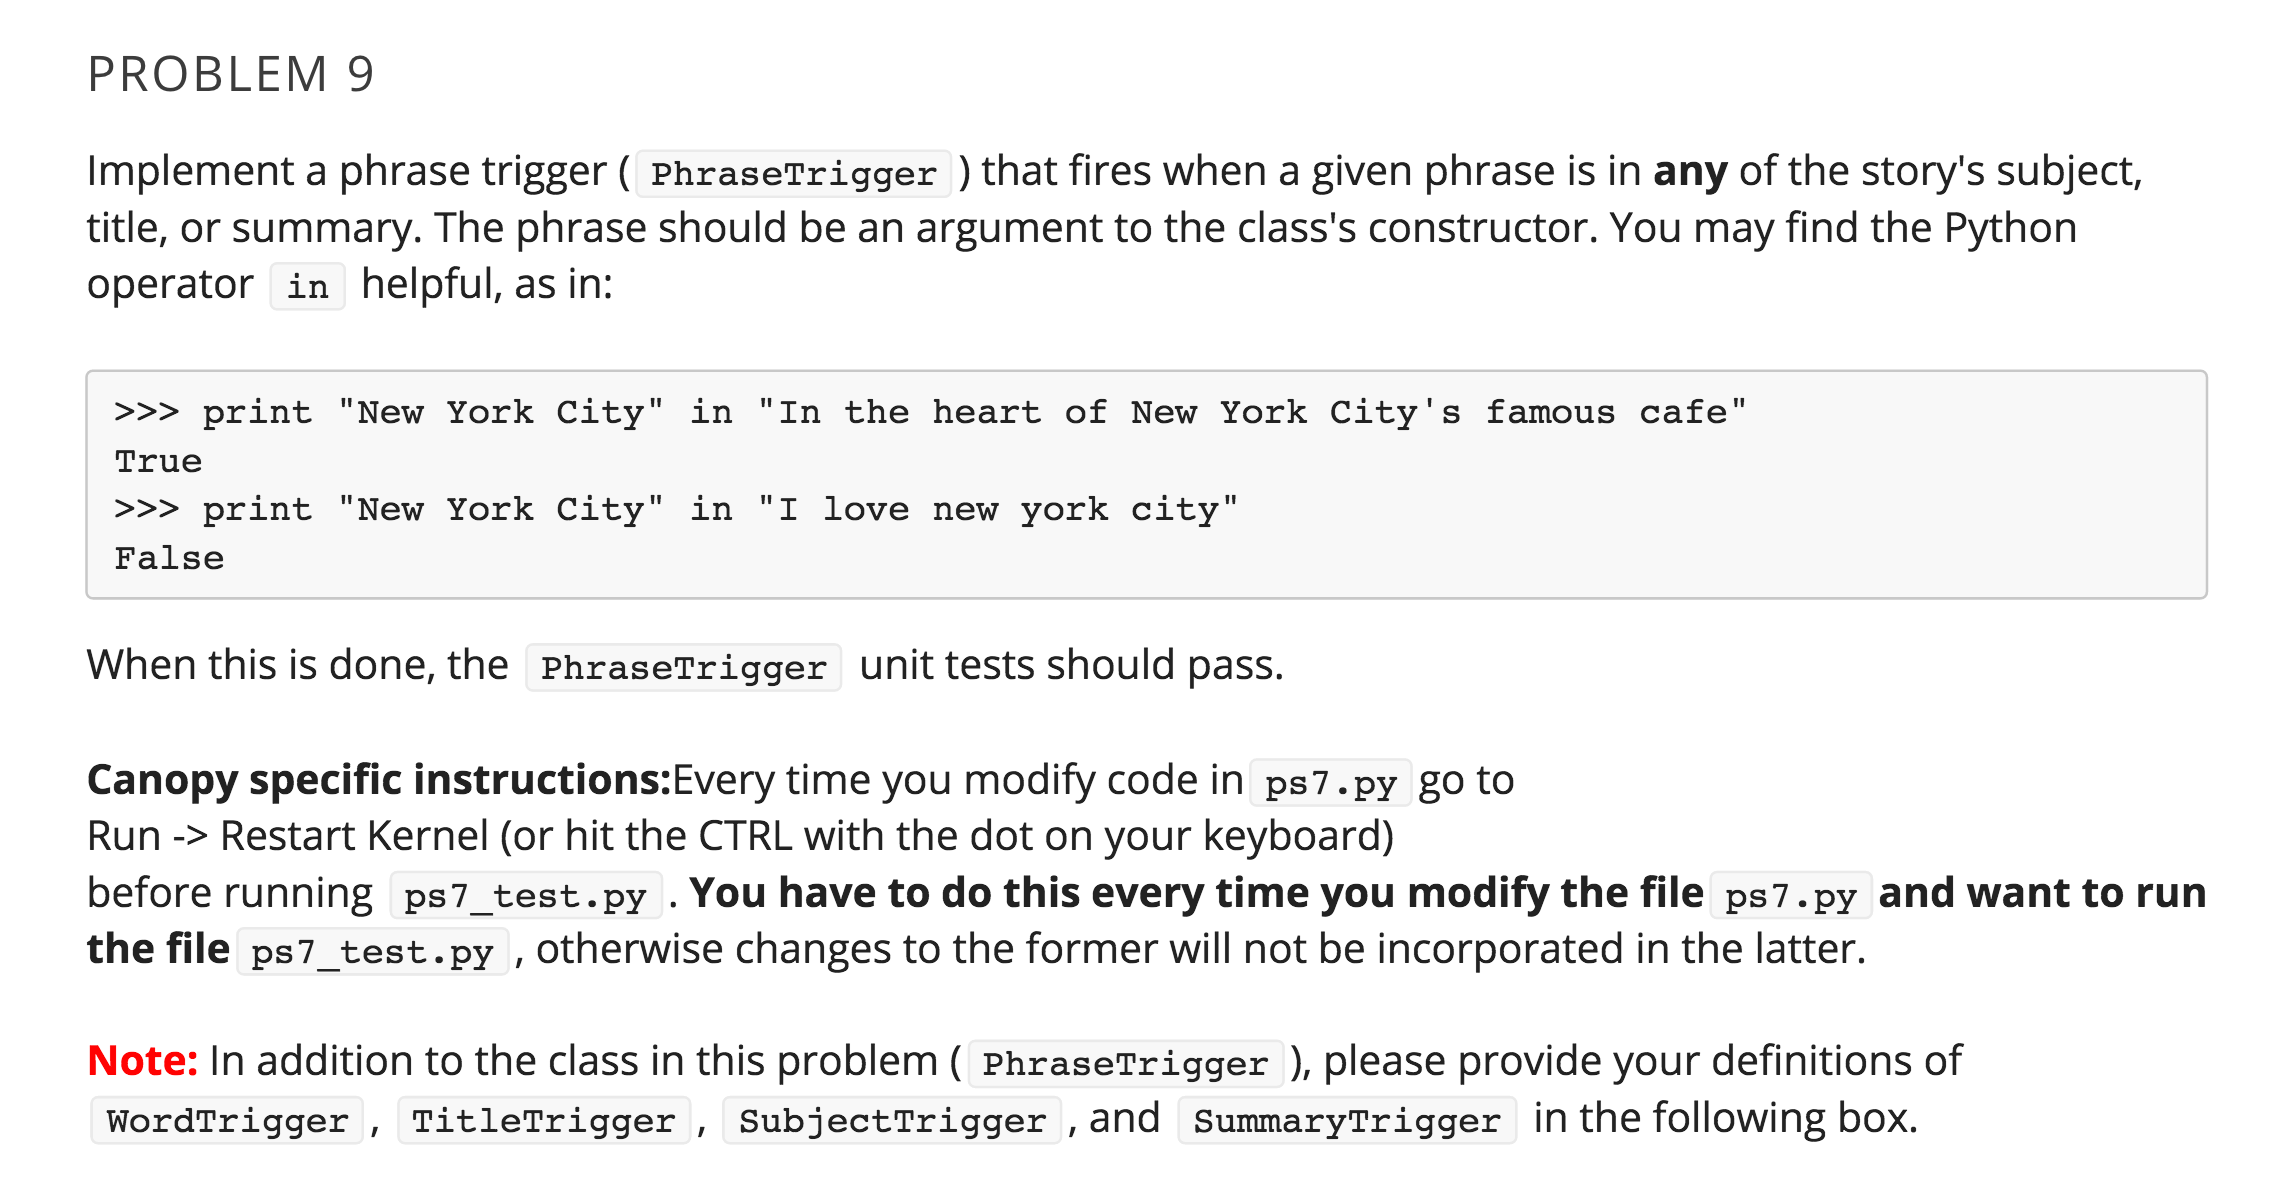 PROBLEM 9
Implement a phrase trigger ( PhraseTrigger ) that fires when a given phrase is in any of the story's subject,
title, or summary. The phrase should be an argument to the class's constructor. You may find the Python
operator in helpful, as in:
>>> print "New York City" in "In the heart of New York City's famous cafe"
True
>>> print "New York City" in "I love new york city"
False
When this is done, the PhraseTrigger unit tests should pass.
Canopy specific instructions:Every time you modify code in ps7.py go to
Run -> Restart Kernel (or hit the CTRL with the dot on your keyboard)
before running ps7_test.py . You have to do this every time you modify the file ps7.py and want to run
the file ps7_test.py , otherwise changes to the former will not be incorporated in the latter.
Note: In addition to the class in this problem ( PhraseTrigger ), please provide your definitions of
WordTrigger , TitleTrigger , SubjectTrigger , and SummaryTrigger in the following box.